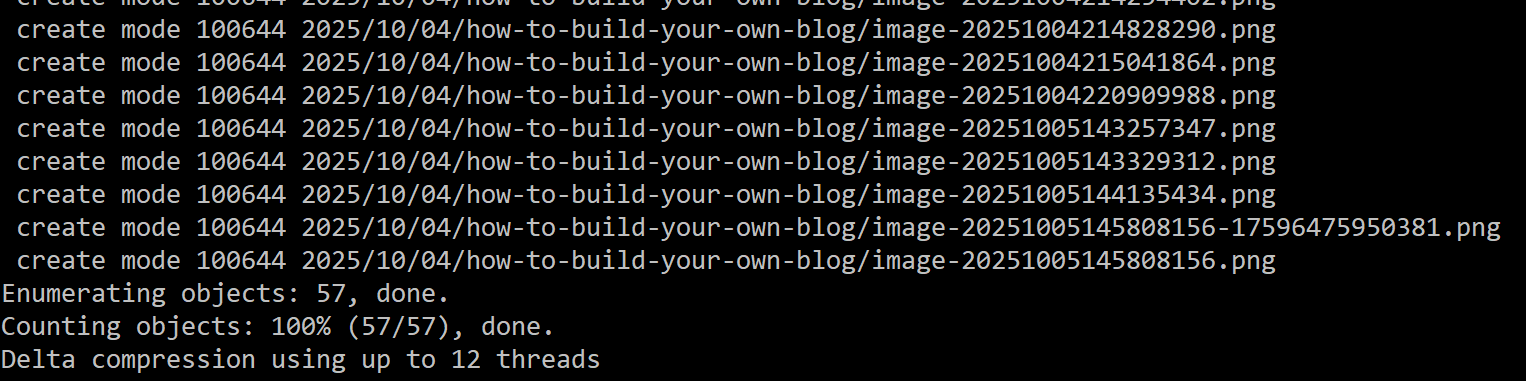 create mode 100644 2025/10/04/how-to-build-your-own-blog/image-20251004214254402.png
create mode 100644 2025/10/04/how-to-build-your-own-blog/image-20251004214828290.png
create mode 100644 2025/10/04/how-to-build-your-own-blog/image-20251004215041864.png
create mode 100644 2025/10/04/how-to-build-your-own-blog/image-20251004220909988.png
create mode 100644 2025/10/04/how-to-build-your-own-blog/image-20251005143257347.png
create mode 100644 2025/10/04/how-to-build-your-own-blog/image-20251005143329312.png
create mode 100644 2025/10/04/how-to-build-your-own-blog/image-20251005144135434.png
create mode 100644 2025/10/04/how-to-build-your-own-blog/image-20251005145808156-17596475950381.png
create mode 100644 2025/10/04/how-to-build-your-own-blog/image-20251005145808156.png
Enumerating objects: 57, done.
Counting objects: 100% (57/57), done.
Delta compression using up to 12 threads